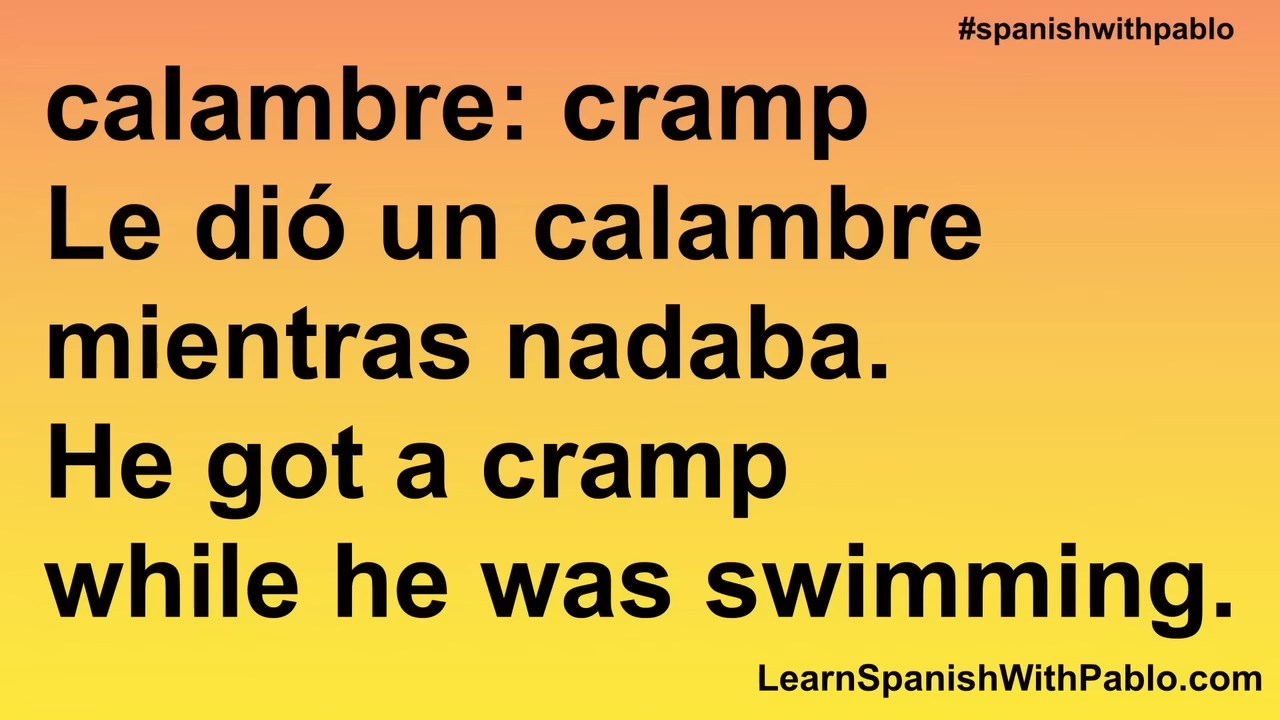 #spanishwithpablo
calambre: cramp
Le dió un calambre
mientras nadaba.
He got a cramp
while he was swimming.
LearnSpanishWithPablo.com